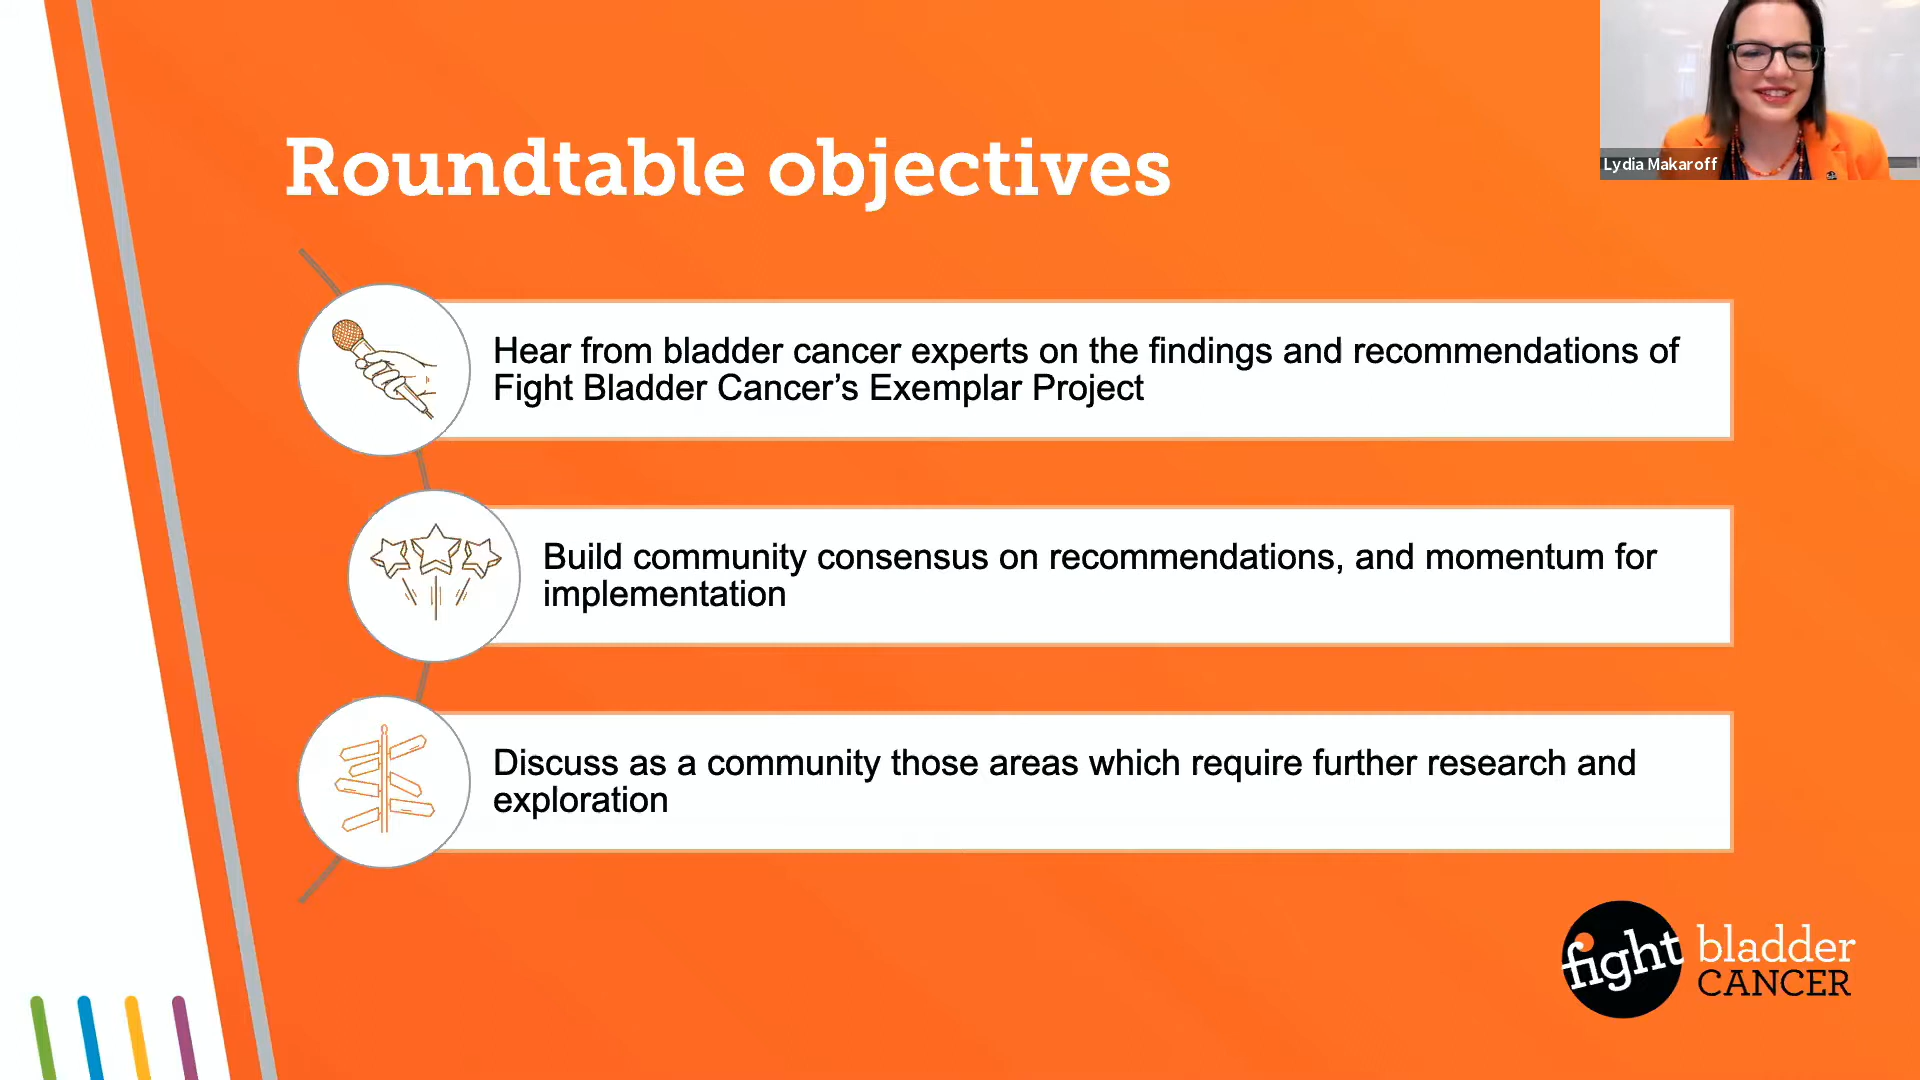 Roundtable objectives
Lydia Makaroff
Hear from bladder cancer experts on the findings and recommendations of
Fight Bladder Cancer’s Exemplar Project
Build community consensus on recommendations, and momentum for
implementation
Discuss as a community those areas which require further research and
exploration
fight bladder
CANCER